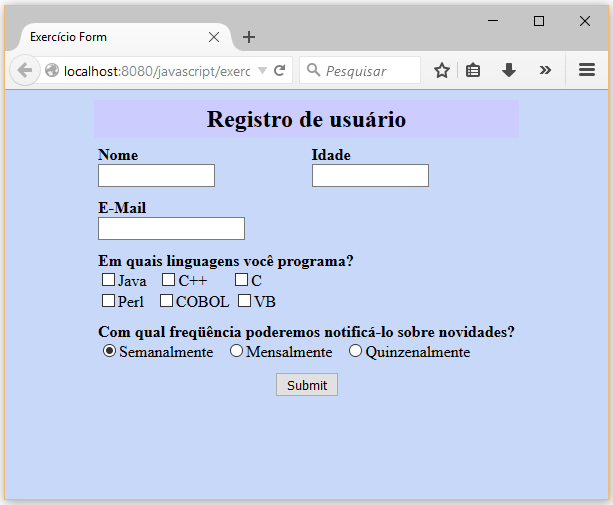 Exercício Form
localhost:8080/javascript/exerc
Pesquisar
Registro de usuário
Nome Idade
E-Mail
Em quais linguagens você programa?
Java C++ C
Perl COBOL VB
Com qual freqüência poderemos notificá-lo sobre novidades?
Semanalmente Mensalmente Quinzenalmente
Submit